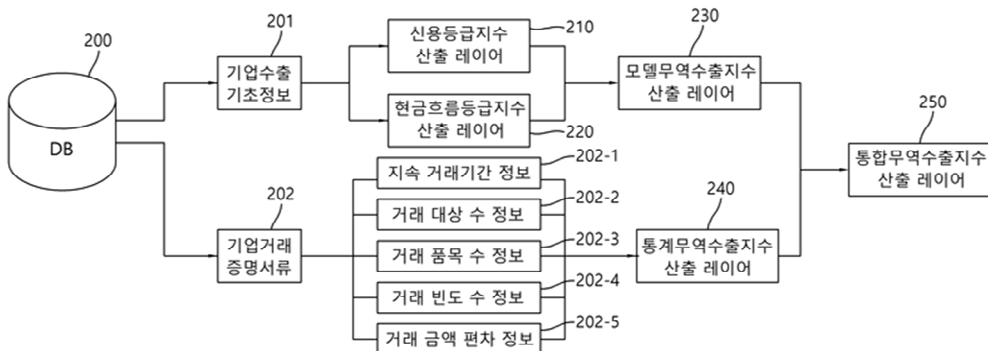 200
DB
201
기업수출
기초정보
210
신용등급지수
산출 레이어
현금흐름등급지수
산출 레이어
220
230
모델무역수출지수
산출 레이어
250
통합무역수출지수
산출 레이어
202
기업거래
증명서류
202-1
지속 거래기간 정보
202-2
거래 대상 수 정보
202-3
거래 품목 수 정보
202-4
거래 빈도 수 정보
202-5
거래 금액 편차 정보
240
통계무역수출지수
산출 레이어